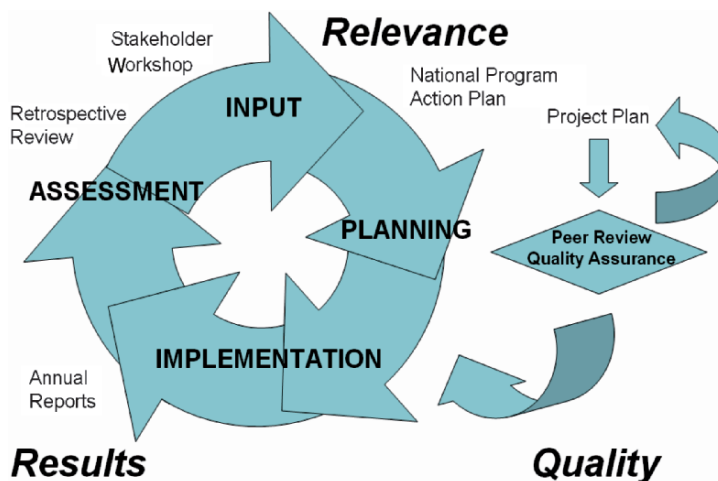 Relevance
Stakeholder
Workshop
INPUT
National Program
Action Plan
Project Plan
Retrospective
Review
ASSESSMENT
PLANNING
Peer Review
Quality Assurance
IMPLEMENTATION
Annual
Reports
Results
Quality